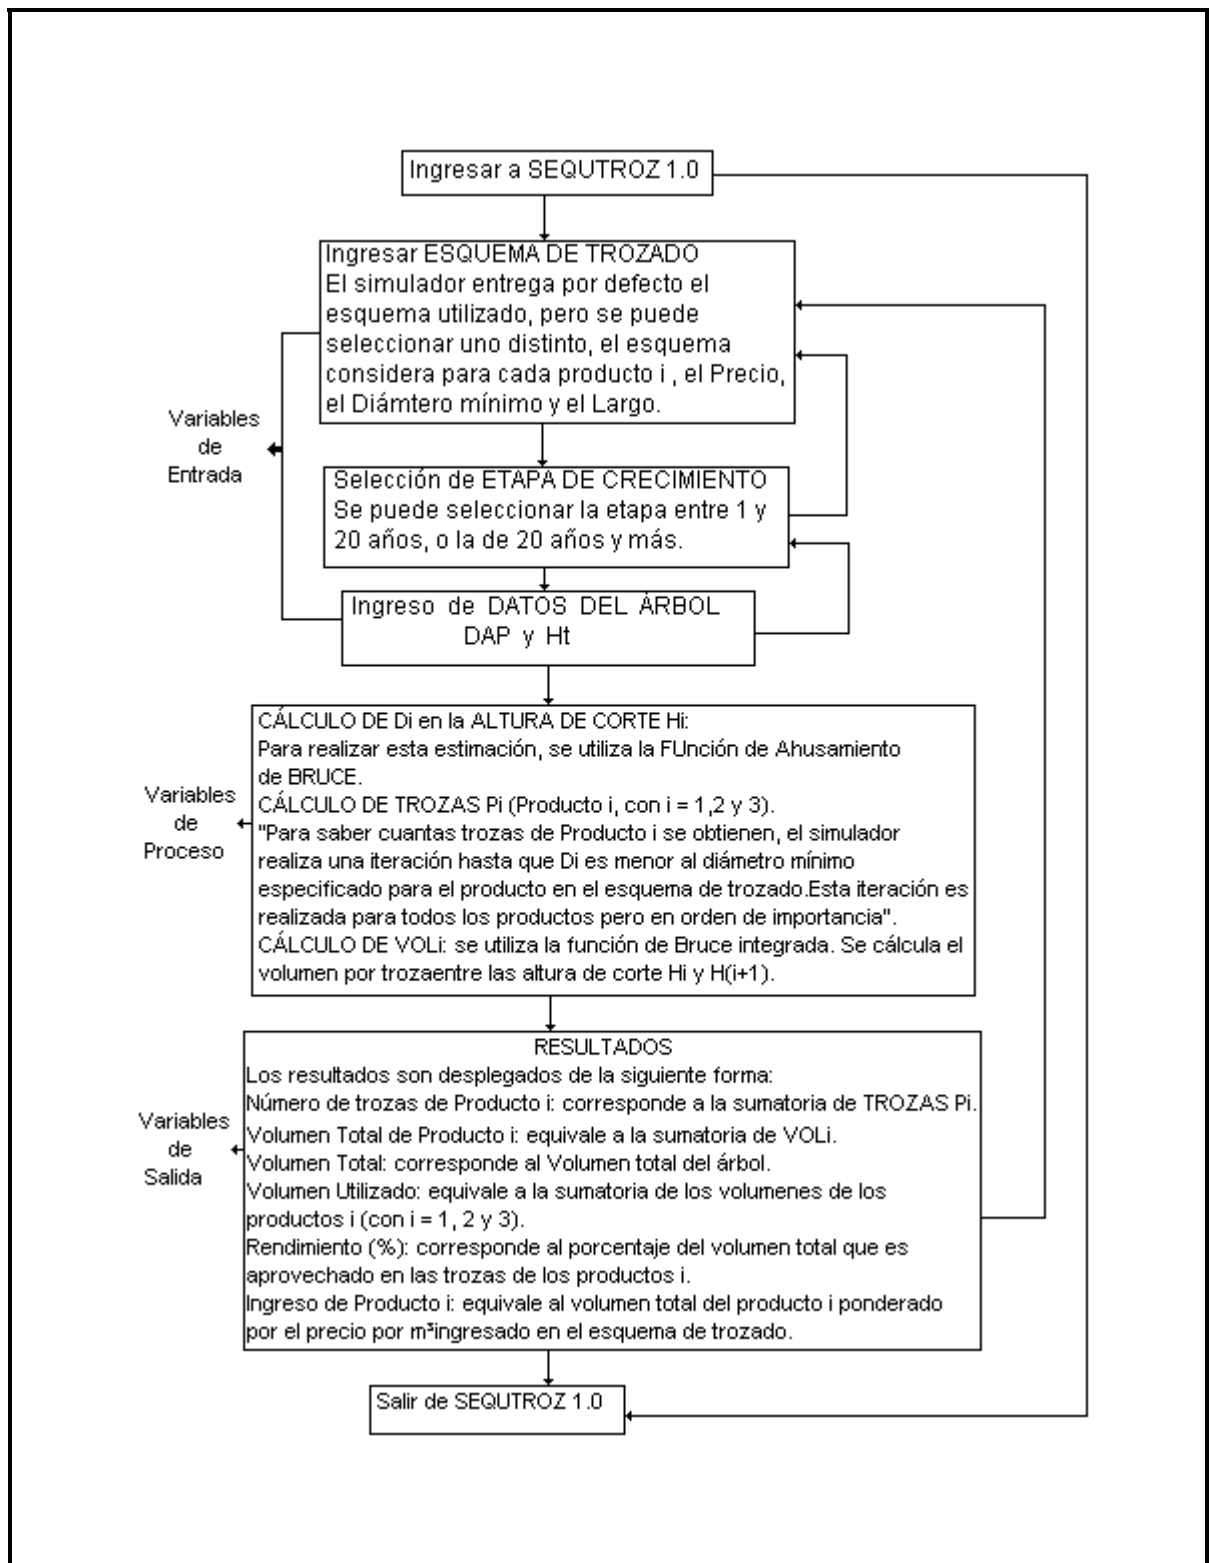 Ingresar a SEQUTROZ 1.0
Ingresar ESQUEMA DE TROZADO
El simulador entrega por defecto el
esquema utilizado, pero se puede
seleccionar uno distinto, el esquema
considera para cada producto i , el Precio,
el Diámtero mínimo y el Largo.
Variables
de
Entrada
Selección de ETAPA DE CRECIMIENTO
Se puede seleccionar la etapa entre 1 y
20 años, o la de 20 años y más.
Ingreso de DATOS DEL ÁRBOL
DAP y Ht
CÁLCULO DE Di en la ALTURA DE CORTE Hi:
Para realizar esta estimación, se utiliza la FUnción de Ahusamiento
de BRUCE.
CÁLCULO DE TROZAS Pi (Producto i, con i = 1,2 y 3).
"Para saber cuantas trozas de Producto i se obtienen, el simulador
realiza una iteración hasta que Di es menor al diámetro mínimo
especificado para el producto en el esquema de trozado.Esta iteración es
realizada para todos los productos pero en orden de importancia".
CÁLCULO DE VOLi: se utiliza la función de Bruce integrada. Se cálcula el
volumen por trozaentre las altura de corte Hi y H(i+1).
Variables
de
Proceso
RESULTADOS
Los resultados son desplegados de la siguiente forma:
Número de trozas de Producto i: corresponde a la sumatoria de TROZAS Pi.
Volumen Total de Producto i: equivale a la sumatoria de VOLi.
Volumen Total: corresponde al Volumen total del árbol.
Volumen Utilizado: equivale a la sumatoria de los volumenes de los
productos i (con i = 1, 2 y 3).
Rendimiento (%): corresponde al porcentaje del volumen total que es
aprovechado en las trozas de los productos i.
Ingreso de Producto i: equivale al volumen total del producto i ponderado
por el precio por m³ingresado en el esquema de trozado.
Variables
de
Salida
Salir de SEQUTROZ 1.0